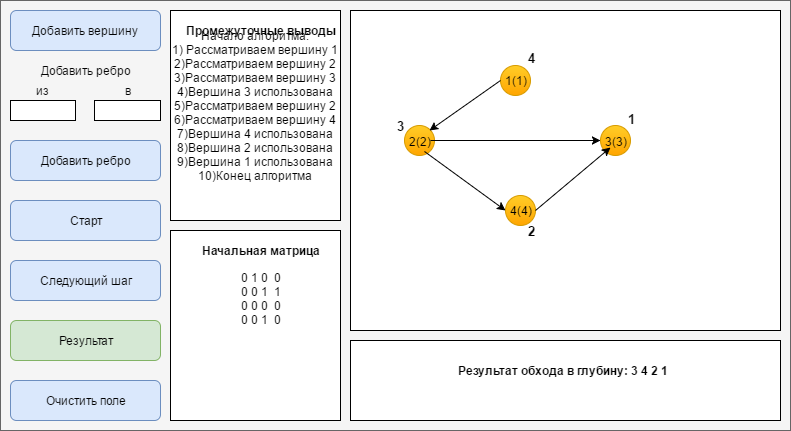 Добавить вершину
Добавить ребро
из
в
Добавить ребро
Старт
Следующий шаг
Результат
Очистить поле
Промежуточные выводы
Начало алгоритма:
1) Рассматриваем вершину 1
2)Рассматриваем вершину 2
3)Рассматриваем вершину 3
4)Вершина 3 использована
5)Рассматриваем вершину 2
6)Рассматриваем вершину 4
7)Вершина 4 использована
8)Вершина 2 использована
9)Вершина 1 использована
10)Конец алгоритма
Начальная матрица
0 1 0 0
0 0 1 1
0 0 0 0
0 0 1 0
4
1(1)
3
2(2)
1
3(3)
4(4)
2
Результат обхода в глубину: 3 4 2 1